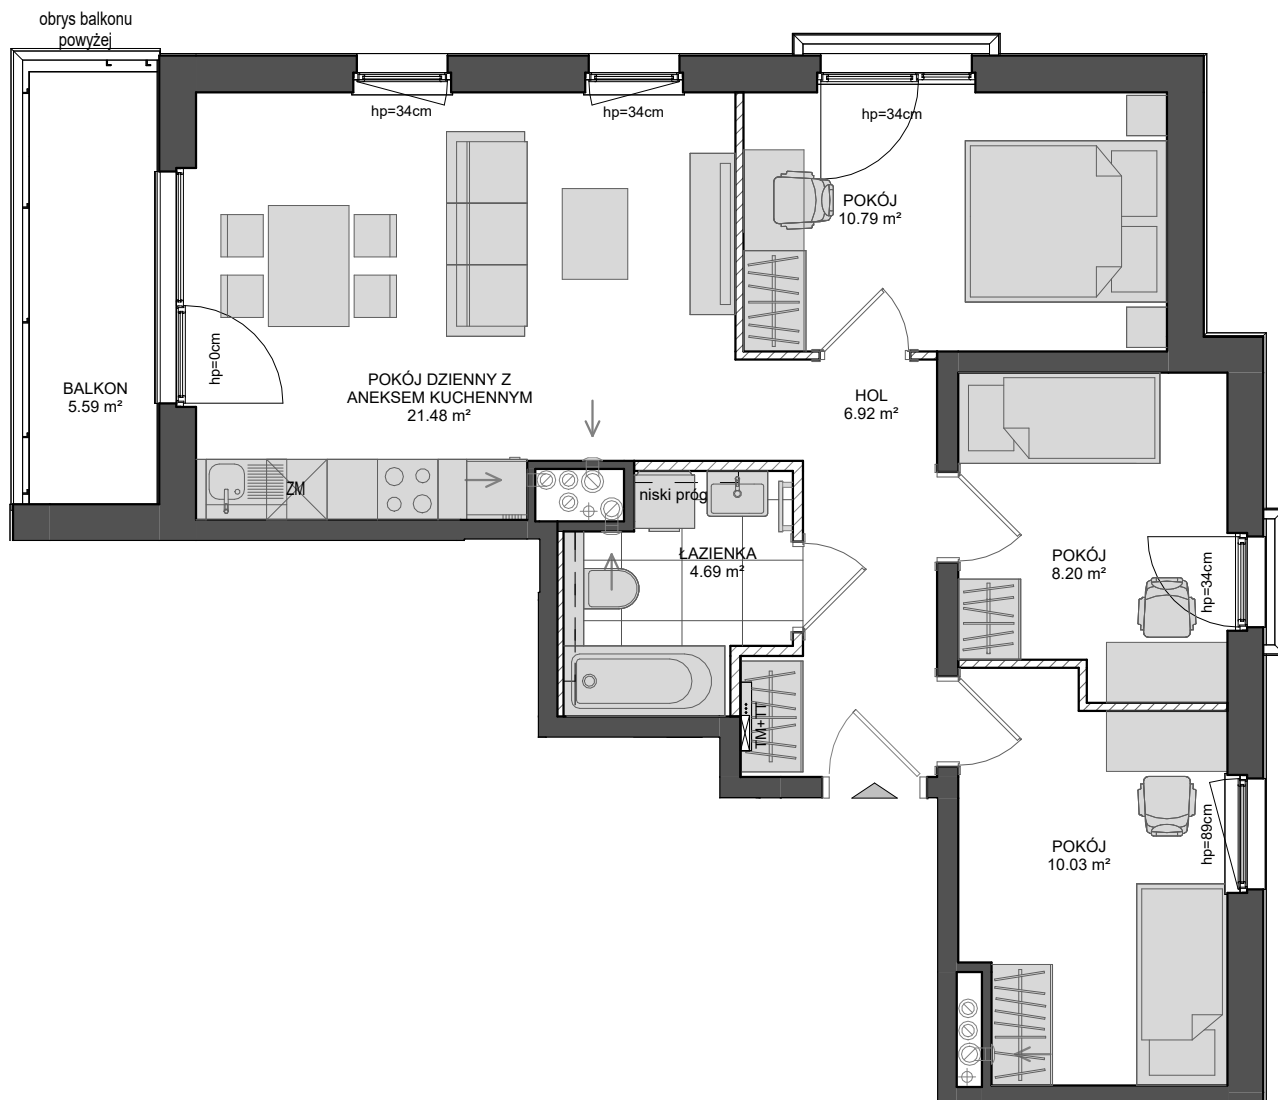 obrys balkonu
powyżej
hp=34cm
hp=34cm
hp=34cm
POKÓJ
10.79 m²
hp=0cm
BALKON
5.59 m²
POKÓJ DZIENNY Z
ANEKSEM KUCHENNYM
21.48 m²
HOL
6.92 m²
ZM
niski próg
ŁAZIENKA
4.69 m²
POKÓJ
8.20 m²
hp=34cm
TM+TT
POKÓJ
10.03 m²
hp=89cm